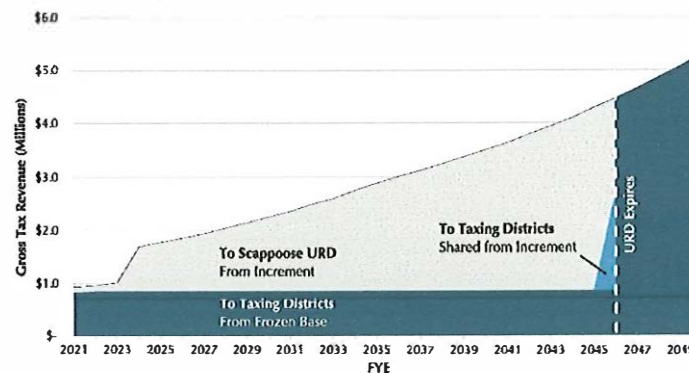 $6.0
$5.0
$4.0
$3.0
$2.0
$1.0
$-
Gross Tax Revenue (Millions)
To Scappoose URD
From Increment
To Taxing Districts
Shared from Increment
URD Expires
To Taxing Districts
From Frozen Base
2021 2023 2025 2027 2029 2031 2033 2035 2037 2039 2041 2043 2045 2047 2049
FYE